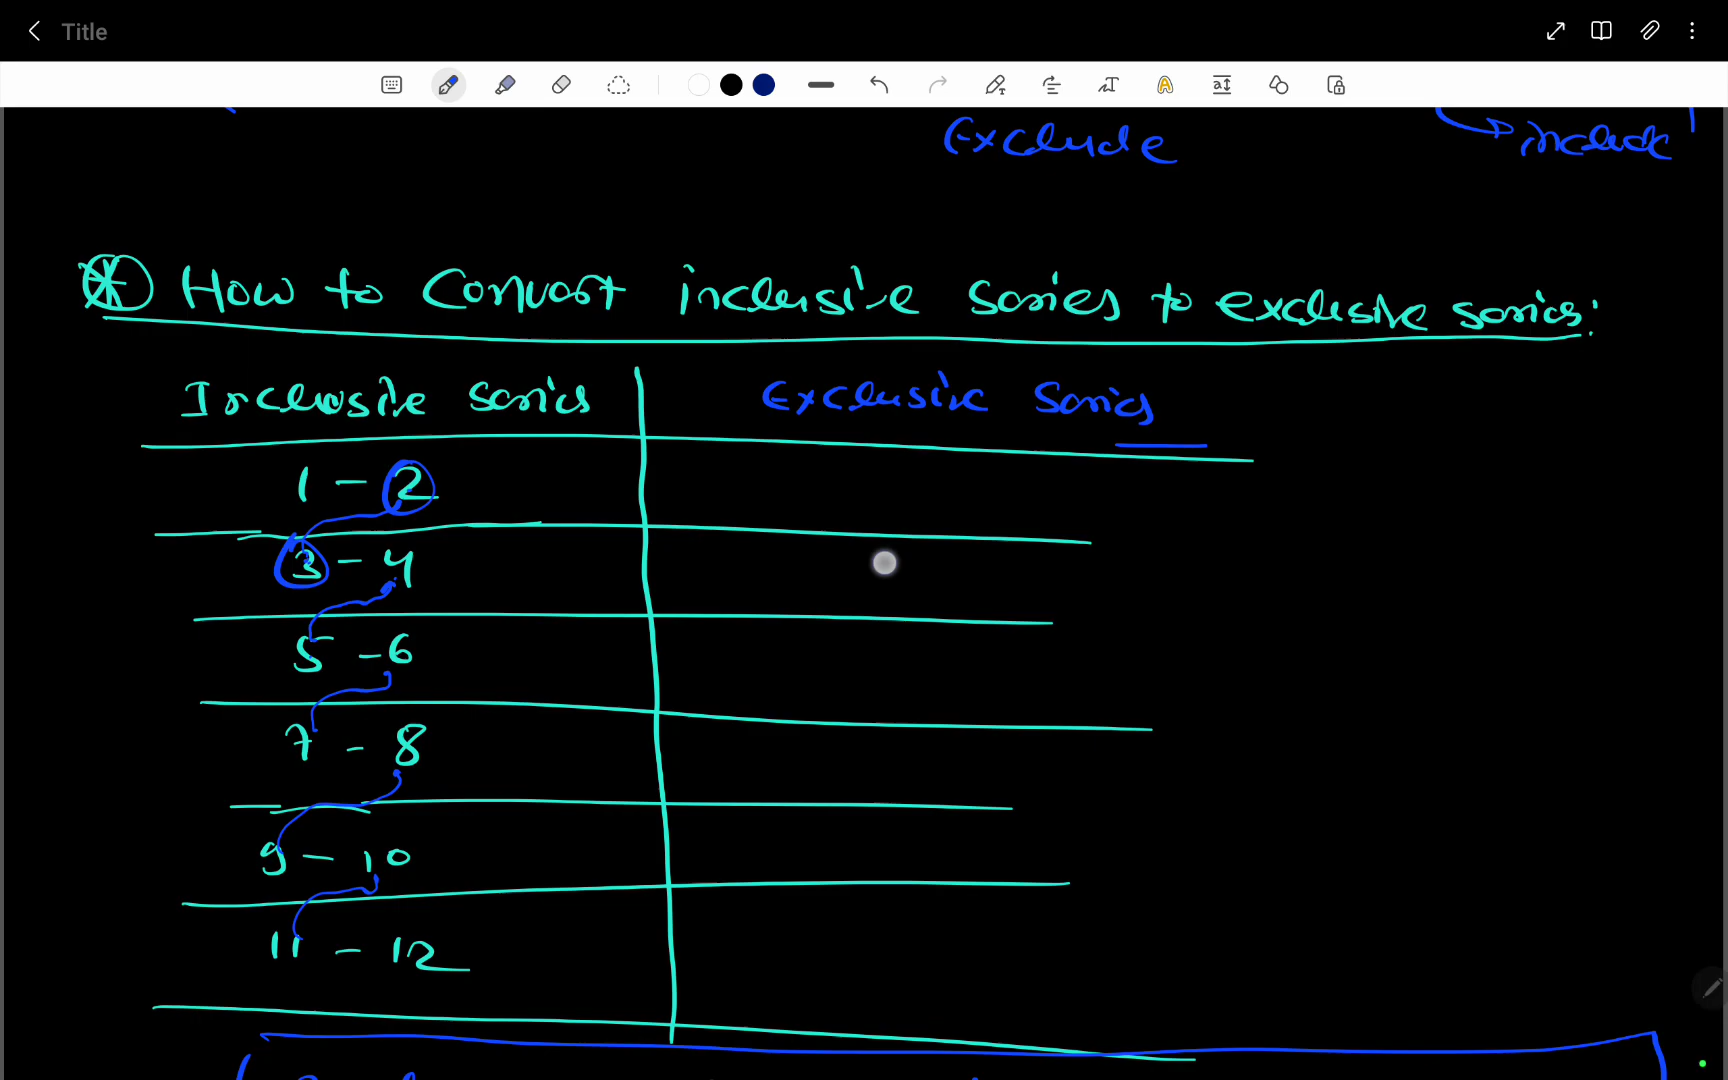 Title
Exclude
include
How to Convert inclusive series to exclusive series:
Inclusive series Exclusive Series
1 - 2
3 - 4
5 - 6
7 - 8
9 - 10
11 - 12